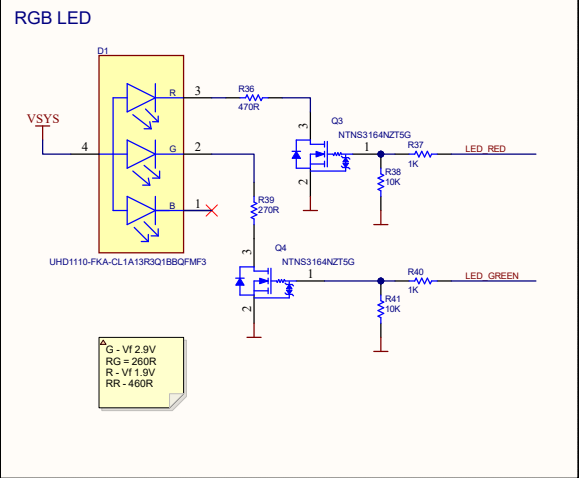 RGB LED
D1
R
3
R36
470R
VSYS
4
G
2
B
1
UHD1110-FKA-CL1A13R3Q1BBQFMF3
Q3
NTNS3164NZT5G
3
1
2
R37
1K
LED_RED
R38
10K
R39
270R
Q4
NTNS3164NZT5G
3
1
2
R40
1K
LED_GREEN
R41
10K
G - Vf 2.9V
RG = 260R
R - Vf 1.9V
RR - 460R